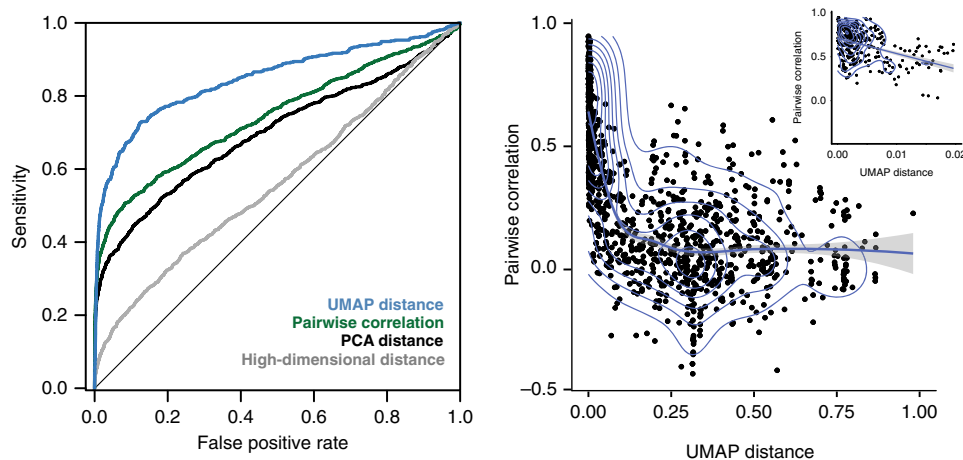 1.0
0.8
0.6
0.4
0.2
0.0
Sensitivity
0.0
0.2
0.4
0.6
0.8
1.0
False positive rate
UMAP distance
Pairwise correlation
PCA distance
High-dimensional distance
1.0
0.5
0.0
–0.5
Pairwise correlation
0.00
0.25
0.50
0.75
1.00
UMAP distance
1.0
0.5
0.0
Pairwise correlation
0.00
0.01
0.02
UMAP distance